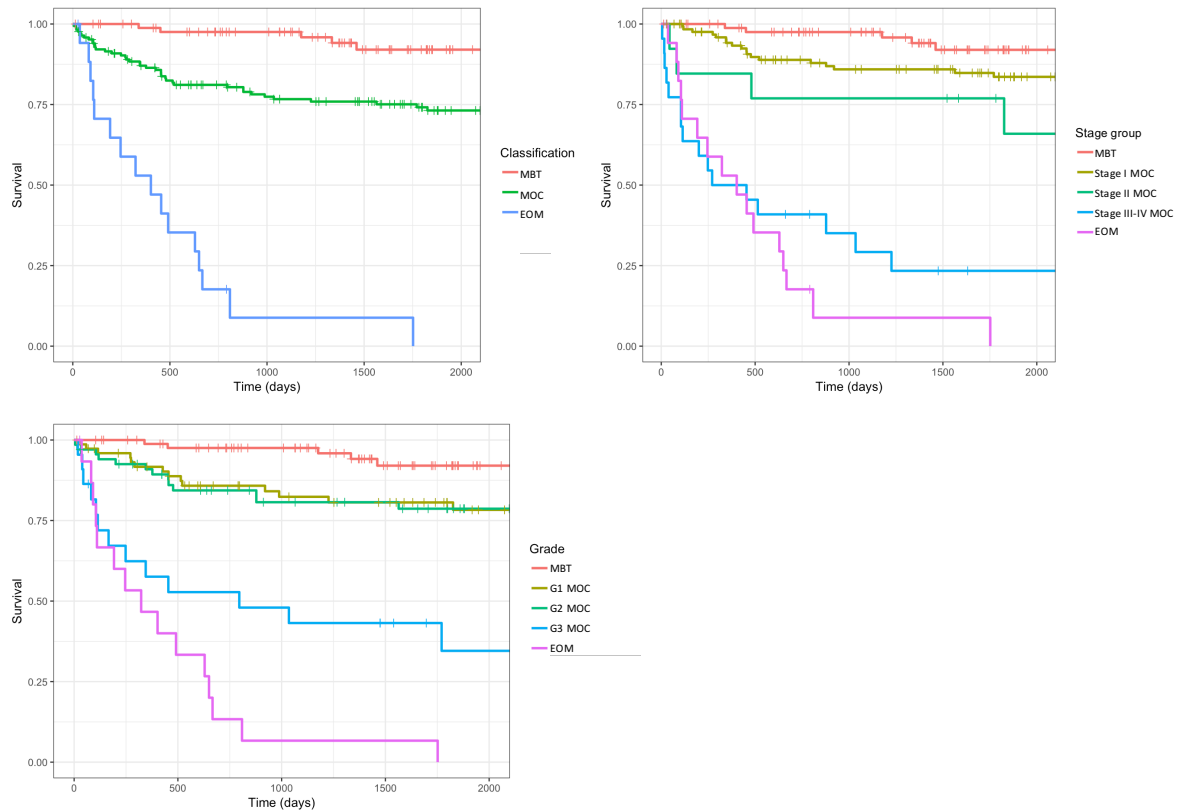 1.00
0.75
0.50
0.25
0.00
Survival
0 500 1000 1500 2000
Time (days)
Classification
MBT
MOC
EOM
1.00
0.75
0.50
0.25
0.00
Survival
0 500 1000 1500 2000
Time (days)
Stage group
MBT
Stage I MOC
Stage II MOC
Stage III-IV MOC
EOM
1.00
0.75
0.50
0.25
0.00
Survival
0 500 1000 1500 2000
Time (days)
Grade
MBT
G1 MOC
G2 MOC
G3 MOC
EOM